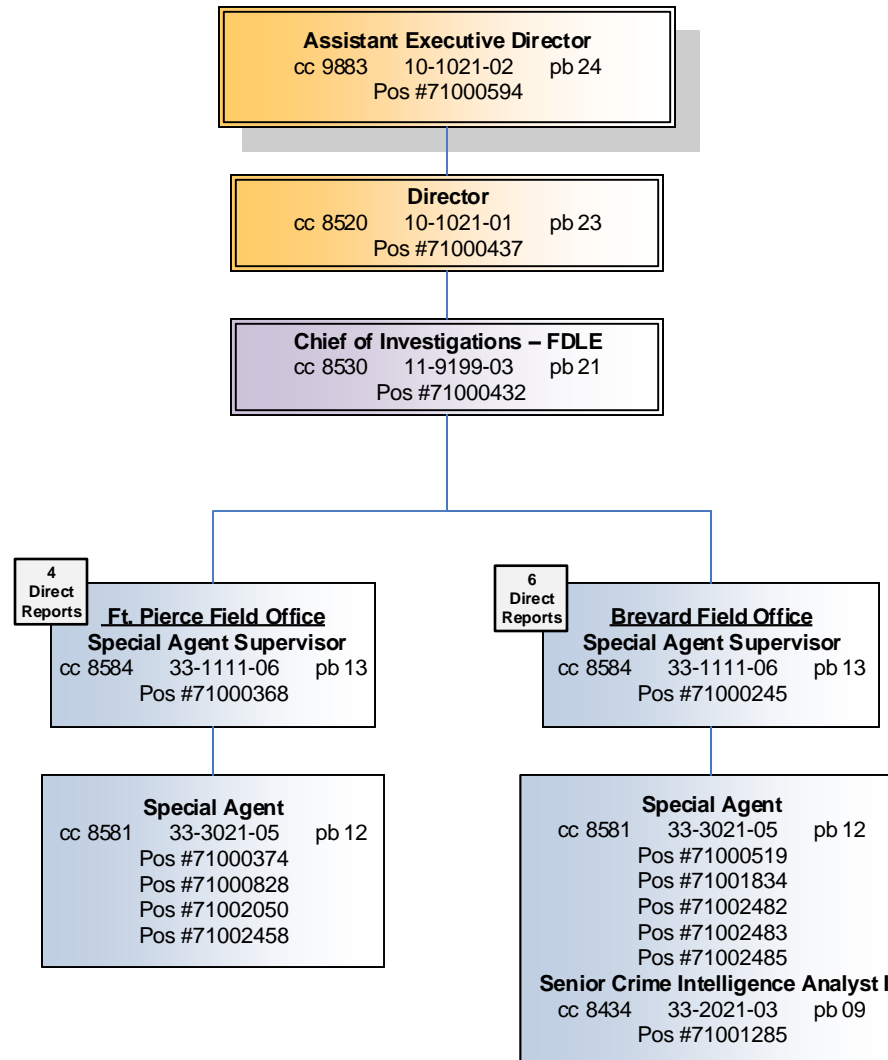 Assistant Executive Director
cc 9883 10-1021-02 pb 24
Pos #71000594
Director
cc 8520 10-1021-01 pb 23
Pos #71000437
Chief of Investigations – FDLE
cc 8530 11-9199-03 pb 21
Pos #71000432
4
Direct
Reports
Ft. Pierce Field Office
Special Agent Supervisor
cc 8584 33-1111-06 pb 13
Pos #71000368
Special Agent
cc 8581 33-3021-05 pb 12
Pos #71000374
Pos #71000828
Pos #71002050
Pos #71002458
6
Direct
Reports
Brevard Field Office
Special Agent Supervisor
cc 8584 33-1111-06 pb 13
Pos #71000245
Special Agent
cc 8581 33-3021-05 pb 12
Pos #71000519
Pos #71001834
Pos #71002482
Pos #71002483
Pos #71002485
Senior Crime Intelligence Analyst
cc 8434 33-2021-03 pb 09
Pos #71001285